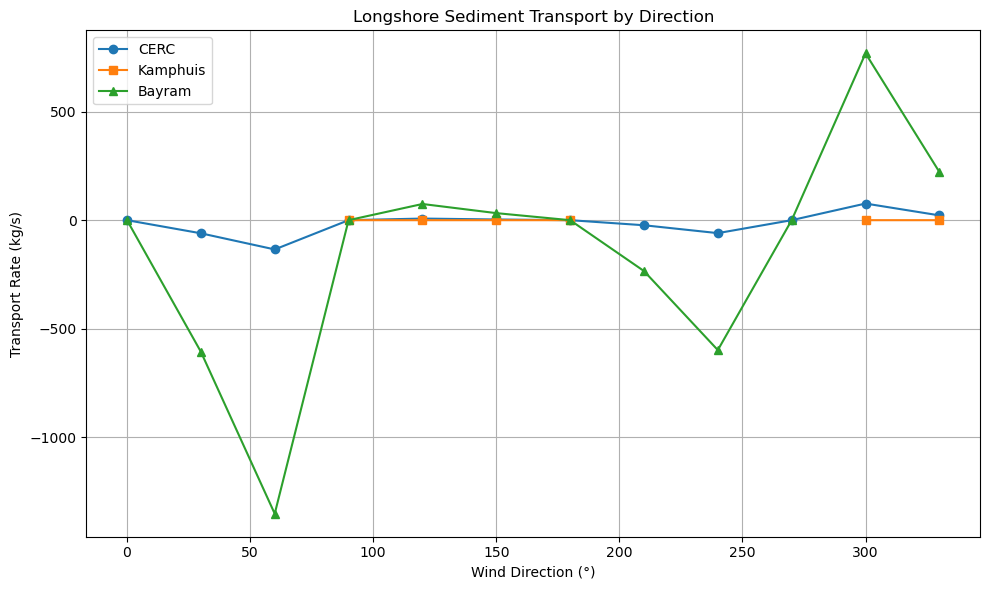 Longshore Sediment Transport by Direction
CERC
Kamphuis
Bayram
Transport Rate (kg/s)
500
0
−500
−1000
0 50 100 150 200 250 300
Wind Direction (°)